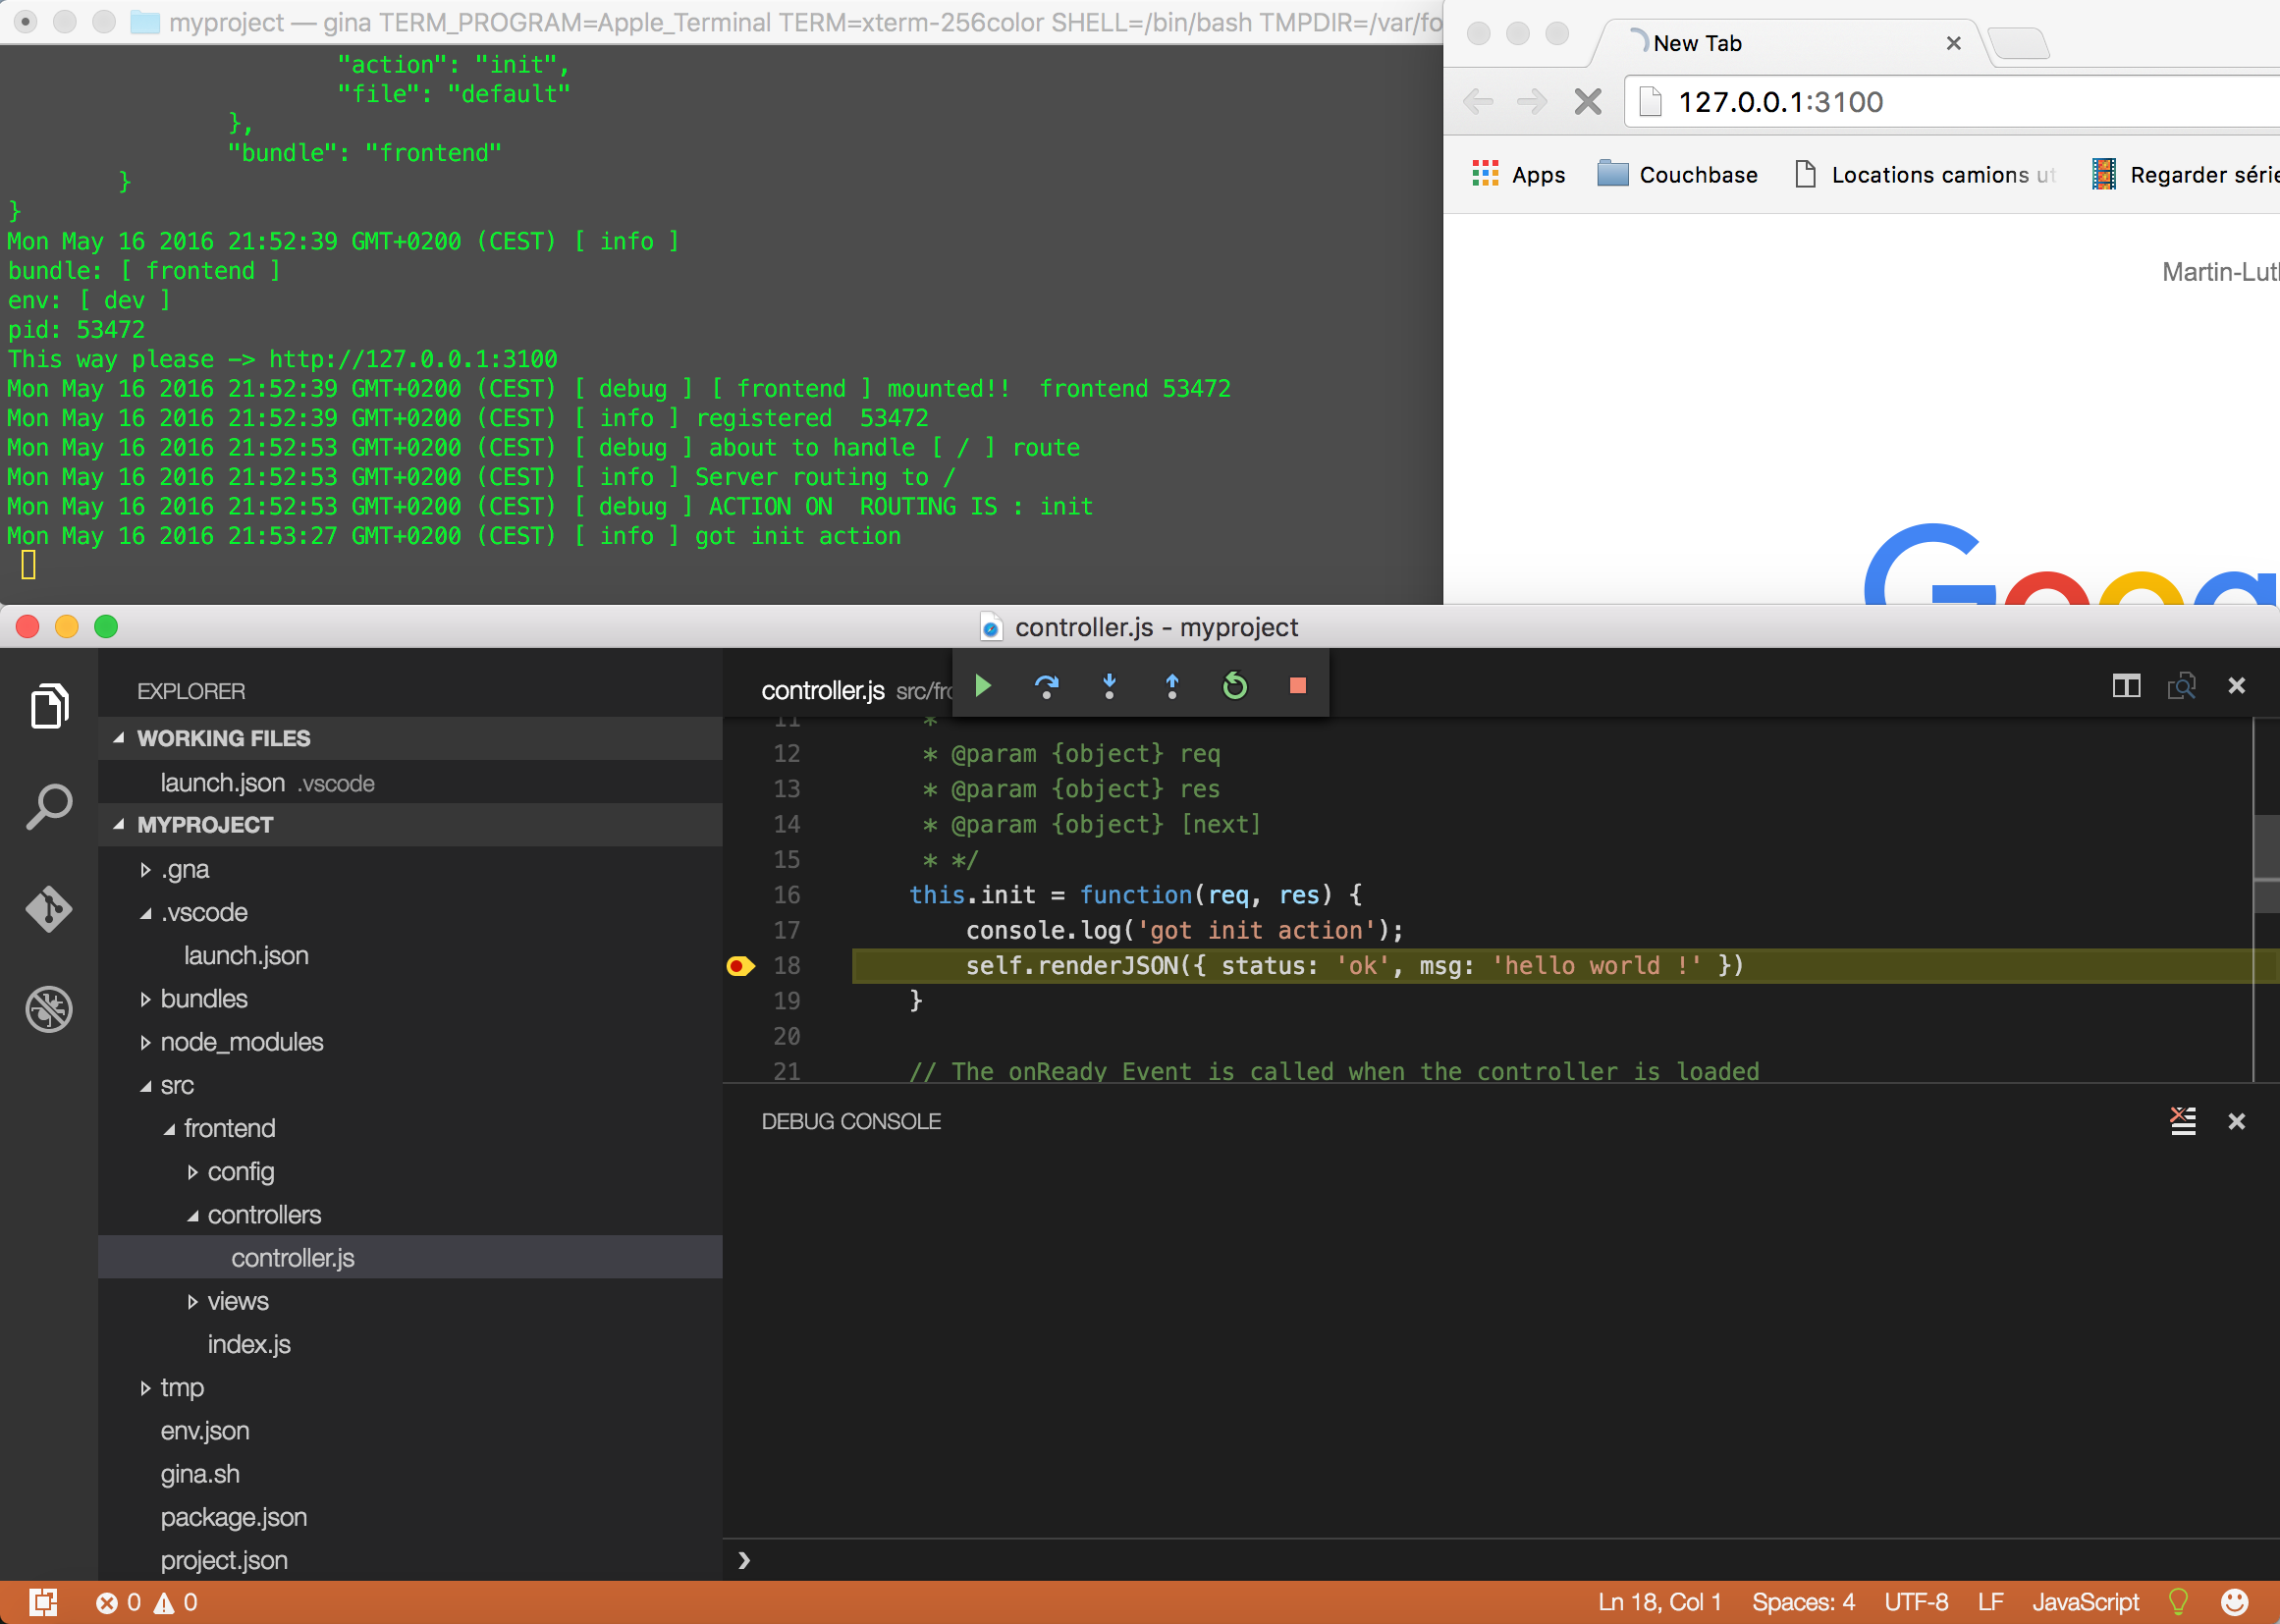 myproject — gina TERM_PROGRAM=Apple_Terminal TERM=xterm-256color SHELL=/bin/bash TMPDIR=/var/fo
"action": "init",
"file": "default"
},
"bundle": "frontend"
}
}
Mon May 16 2016 21:52:39 GMT+0200 (CEST) [ info ]
bundle: [ frontend ]
env: [ dev ]
pid: 53472
This way please -> http://127.0.0.1:3100
Mon May 16 2016 21:52:39 GMT+0200 (CEST) [ debug ] [ frontend ] mounted!!  frontend 53472
Mon May 16 2016 21:52:39 GMT+0200 (CEST) [ info ] registered  53472
Mon May 16 2016 21:52:53 GMT+0200 (CEST) [ debug ] about to handle [ / ] route
Mon May 16 2016 21:52:53 GMT+0200 (CEST) [ info ] Server routing to /
Mon May 16 2016 21:52:53 GMT+0200 (CEST) [ debug ] ACTION ON  ROUTING IS : init
Mon May 16 2016 21:53:27 GMT+0200 (CEST) [ info ] got init action
New Tab
127.0.0.1:3100
Apps Couchbase Locations camions ut Regarder série
Martin-Luth
Goog
controller.js - myproject
EXPLORER
WORKING FILES
launch.json .vscode
MYPROJECT
.gna
.vscode
launch.json
bundles
node_modules
src
frontend
config
controllers
controller.js
views
index.js
tmp
env.json
gina.sh
package.json
project.json
controller.js src/fro
11 *
12 * @param {object} req
13 * @param {object} res
14 * @param {object} [next]
15 * */
16 this.init = function(req, res) {
17 console.log('got init action');
18 self.renderJSON({ status: 'ok', msg: 'hello world !' })
19 }
20
21 // The onReady Event is called when the controller is loaded
DEBUG CONSOLE
0 0
Ln 18, Col 1 Spaces: 4 UTF-8 LF JavaScript